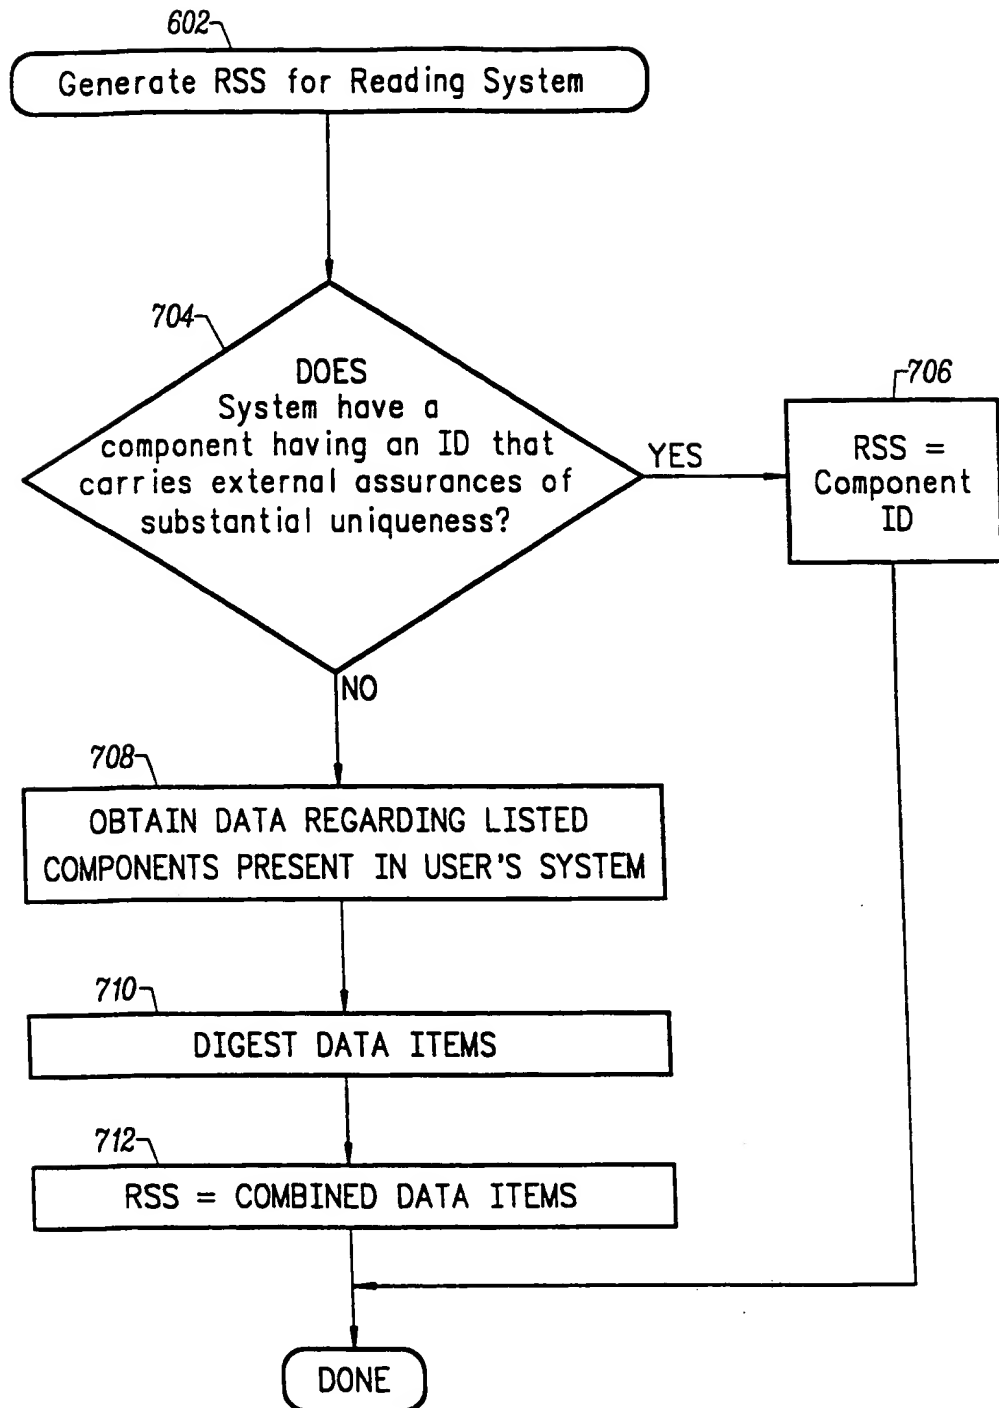 602
Generate RSS for Reading System
704
DOES
System have a
component having an ID that
carries external assurances of
substantial uniqueness?
YES
706
RSS =
Component
ID
NO
708
OBTAIN DATA REGARDING LISTED
COMPONENTS PRESENT IN USER'S SYSTEM
710
DIGEST DATA ITEMS
712
RSS = COMBINED DATA ITEMS
DONE